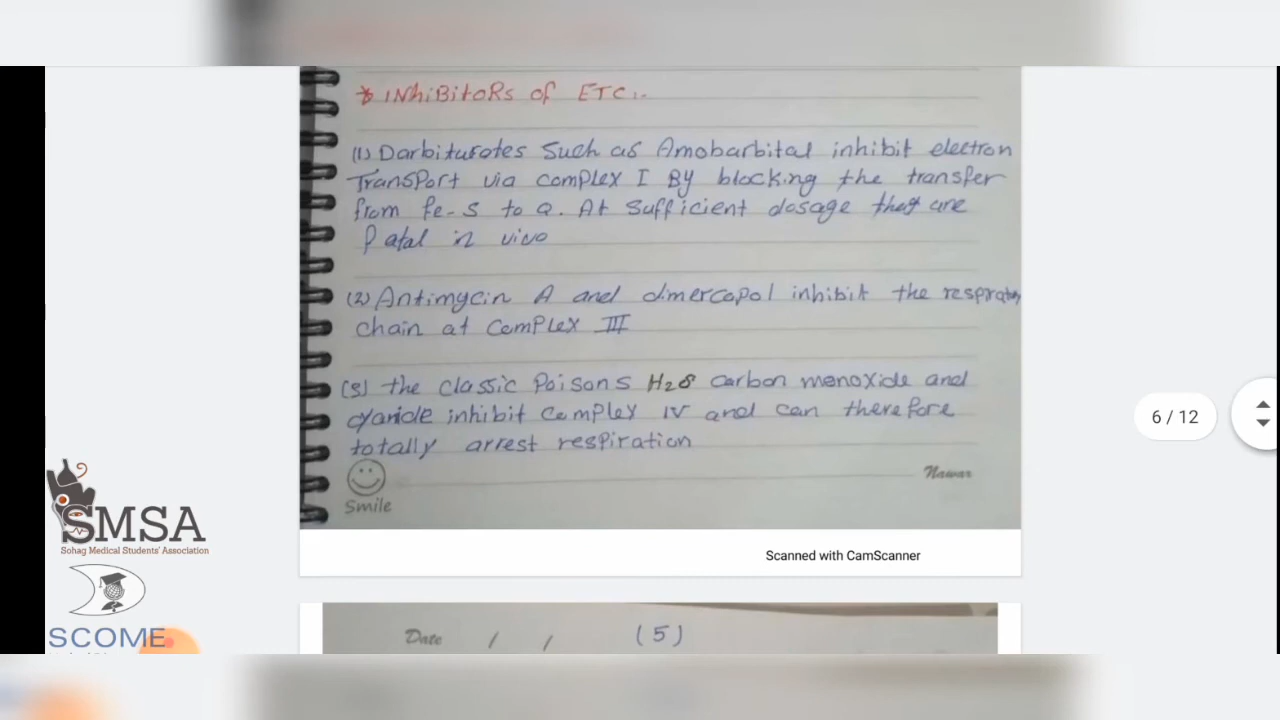 * INHiBitoRs of ETC:.
(1) Darbiturates Such as Amobarbital inhibit electron
Transport via complex I By blocking the transfer
from fe-S to Q. At Sufficient dosage they are
fatal in vivo
(2) Antimycin A and dimercapol inhibit the respiratory
chain at Complex III
(3) the classic Poisons H2S carbon monoxide and
cyanide inhibit Complex IV and can therefore
totally arrest respiration
Nawar
Smile
Scanned with CamScanner
6 / 12
SMSA
Sohag Medical Students' Association
SCOME
Date / / (5)